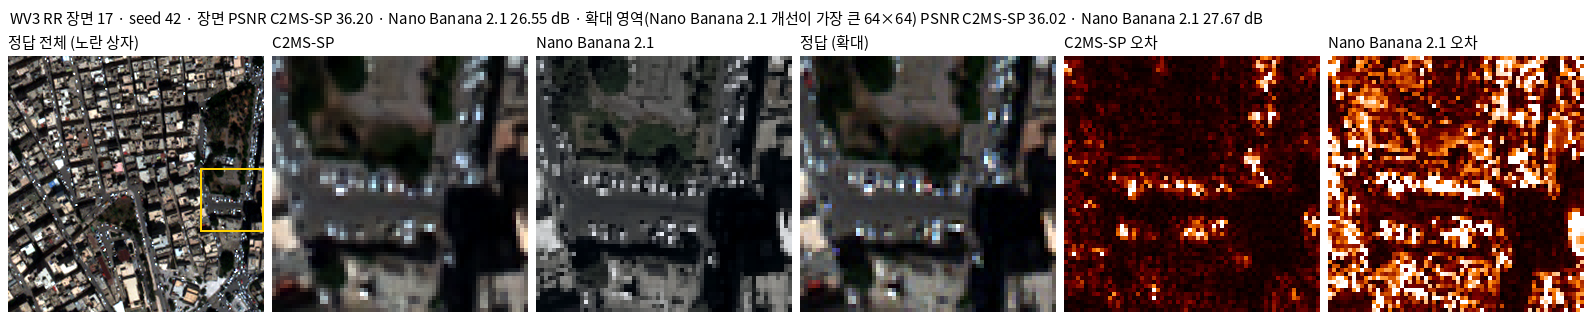 WV3 RR 장면 17 · seed 42 · 장면 PSNR C2MS-SP 36.20 · Nano Banana 2.1 26.55 dB · 확대 영역(Nano Banana 2.1 개선이 가장 큰 64×64) PSNR C2MS-SP 36.02 · Nano Banana 2.1 27.67 dB
정답 전체 (노란 상자)
C2MS-SP
Nano Banana 2.1
정답 (확대)
C2MS-SP 오차
Nano Banana 2.1 오차